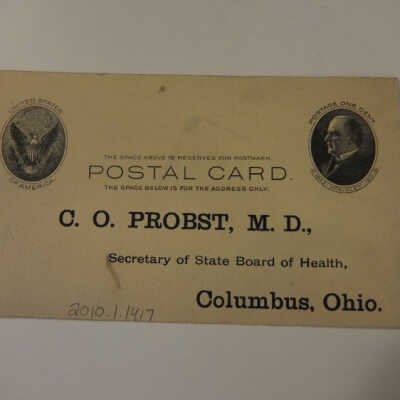 UNITED STATES
OF AMERICA
POSTAGE ONE CENT
THE SPACE ABOVE IS RESERVED FOR POSTMARK.
POSTAL CARD.
THE SPACE BELOW IS FOR THE ADDRESS ONLY.
C. O. PROBST, M. D.,
Secretary of State Board of Health,
Columbus, Ohio.
2010.1.1417